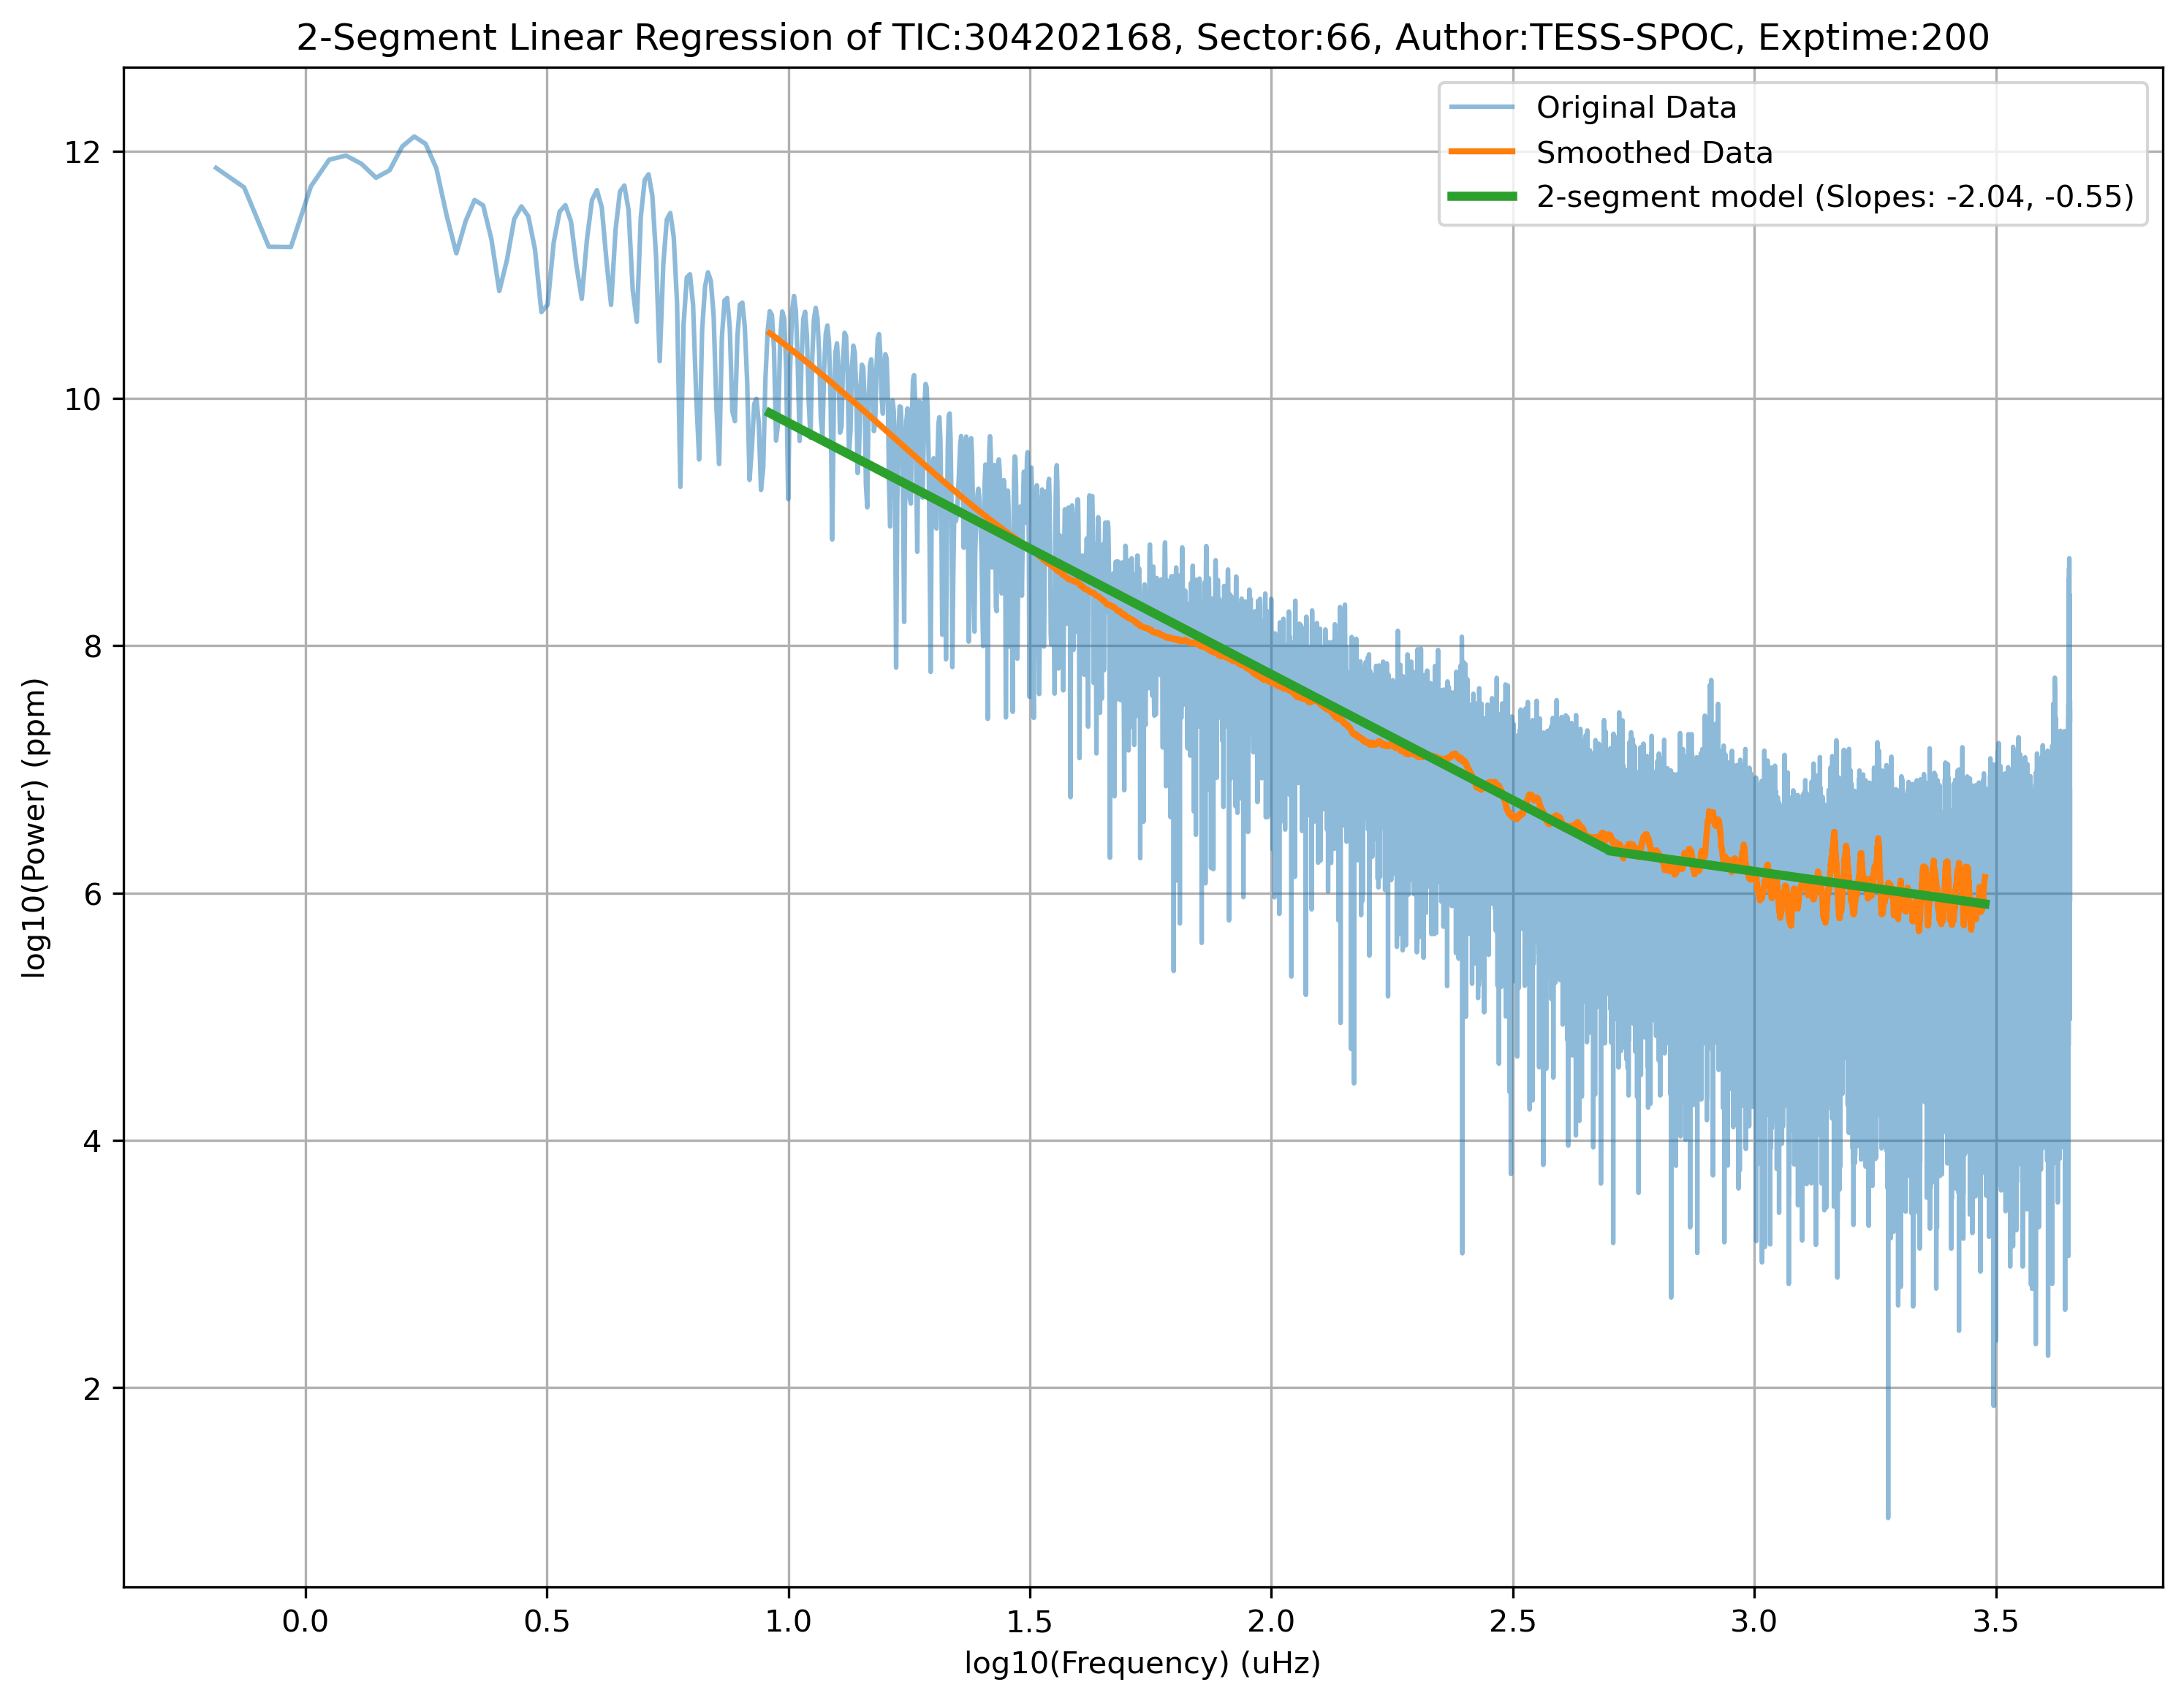 2-Segment Linear Regression of TIC:304202168, Sector:66, Author:TESS-SPOC, Exptime:200
Original Data
Smoothed Data
2-segment model (Slopes: -2.04, -0.55)
log10(Power) (ppm)
12
10
8
6
4
2
0.0 0.5 1.0 1.5 2.0 2.5 3.0 3.5
log10(Frequency) (uHz)